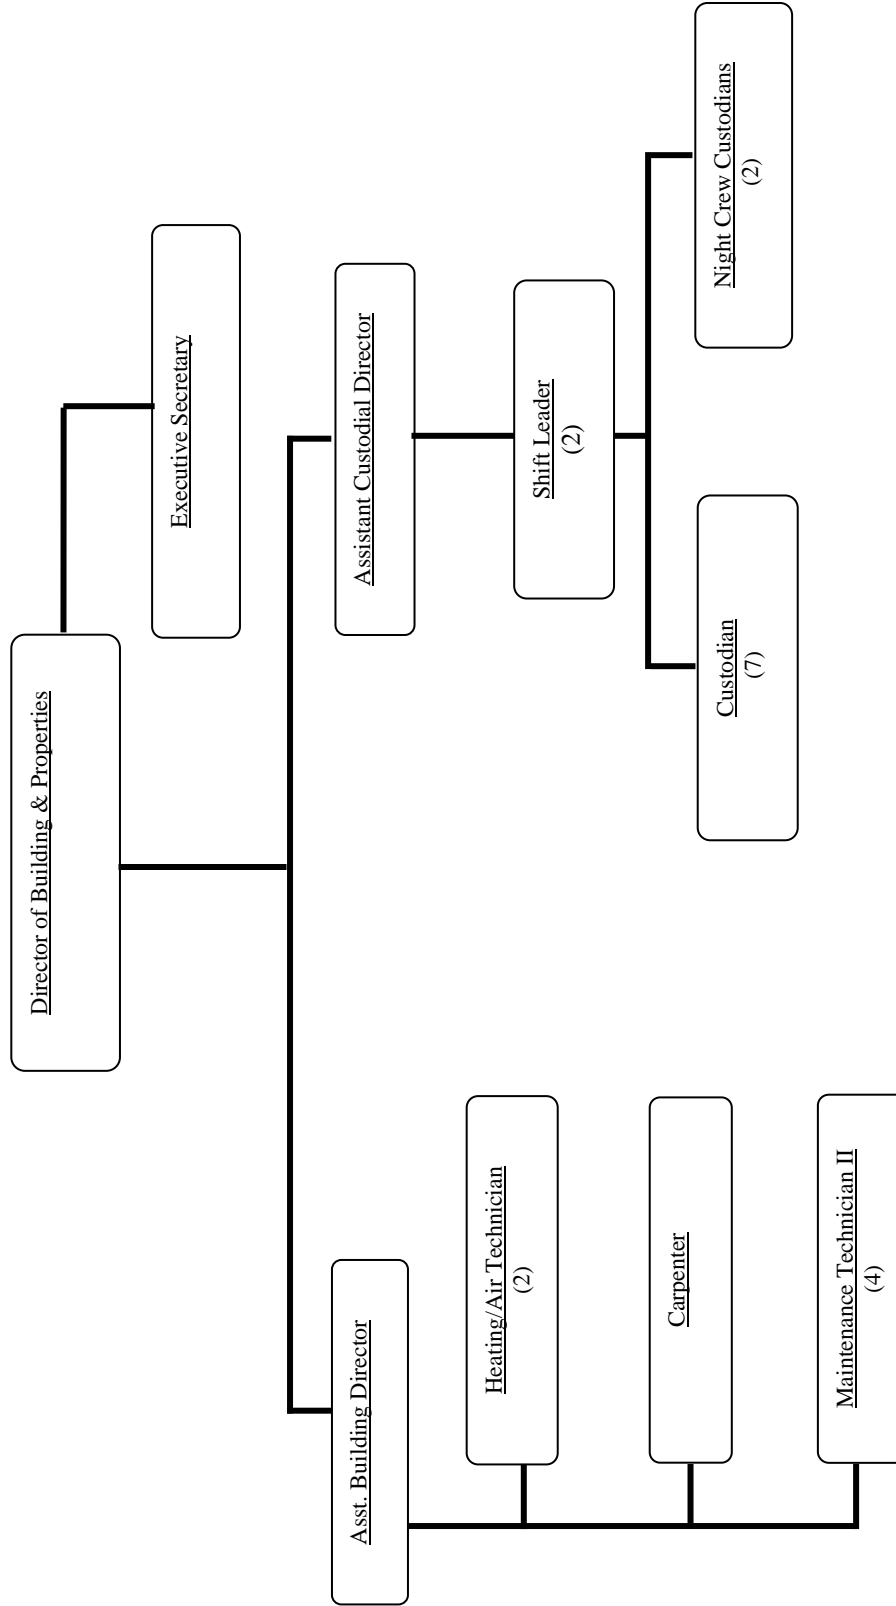 Director of Building & Properties
Executive Secretary
Asst. Building Director
Assistant Custodial Director
Heating/Air Technician
(2)
Carpenter
Maintenance Technician II
(4)
Shift Leader
(2)
Custodian
(7)
Night Crew Custodians
(2)